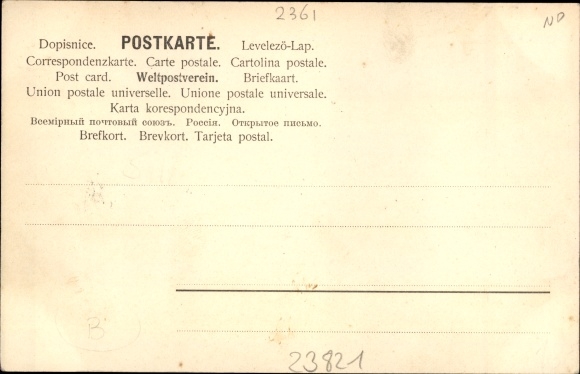 2361
ND
Dopisnice. POSTKARTE. Levelező-Lap.
Correspondenzkarte. Carte postale. Cartolina postale.
Post card. Weltpostverein. Briefkaart.
Union postale universelle. Unione postale universale.
Karta korespondencyjna.
Всемірный почтовый союзъ. Россія. Открытое письмо.
Brefkort. Brevkort. Tarjeta postal.
B
23821